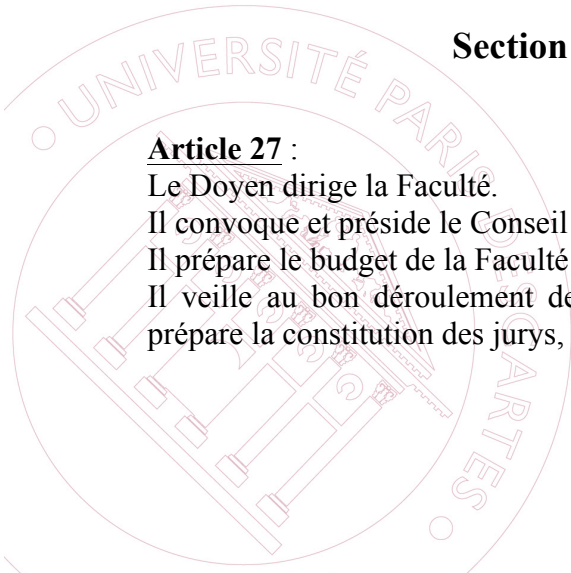 Section
Article 27 :
Le Doyen dirige la Faculté.
Il convoque et préside le Conseil
Il prépare le budget de la Faculté
Il veille au bon déroulement de
prépare la constitution des jurys,
UNIVERSITÉ PARIS DESCARTES